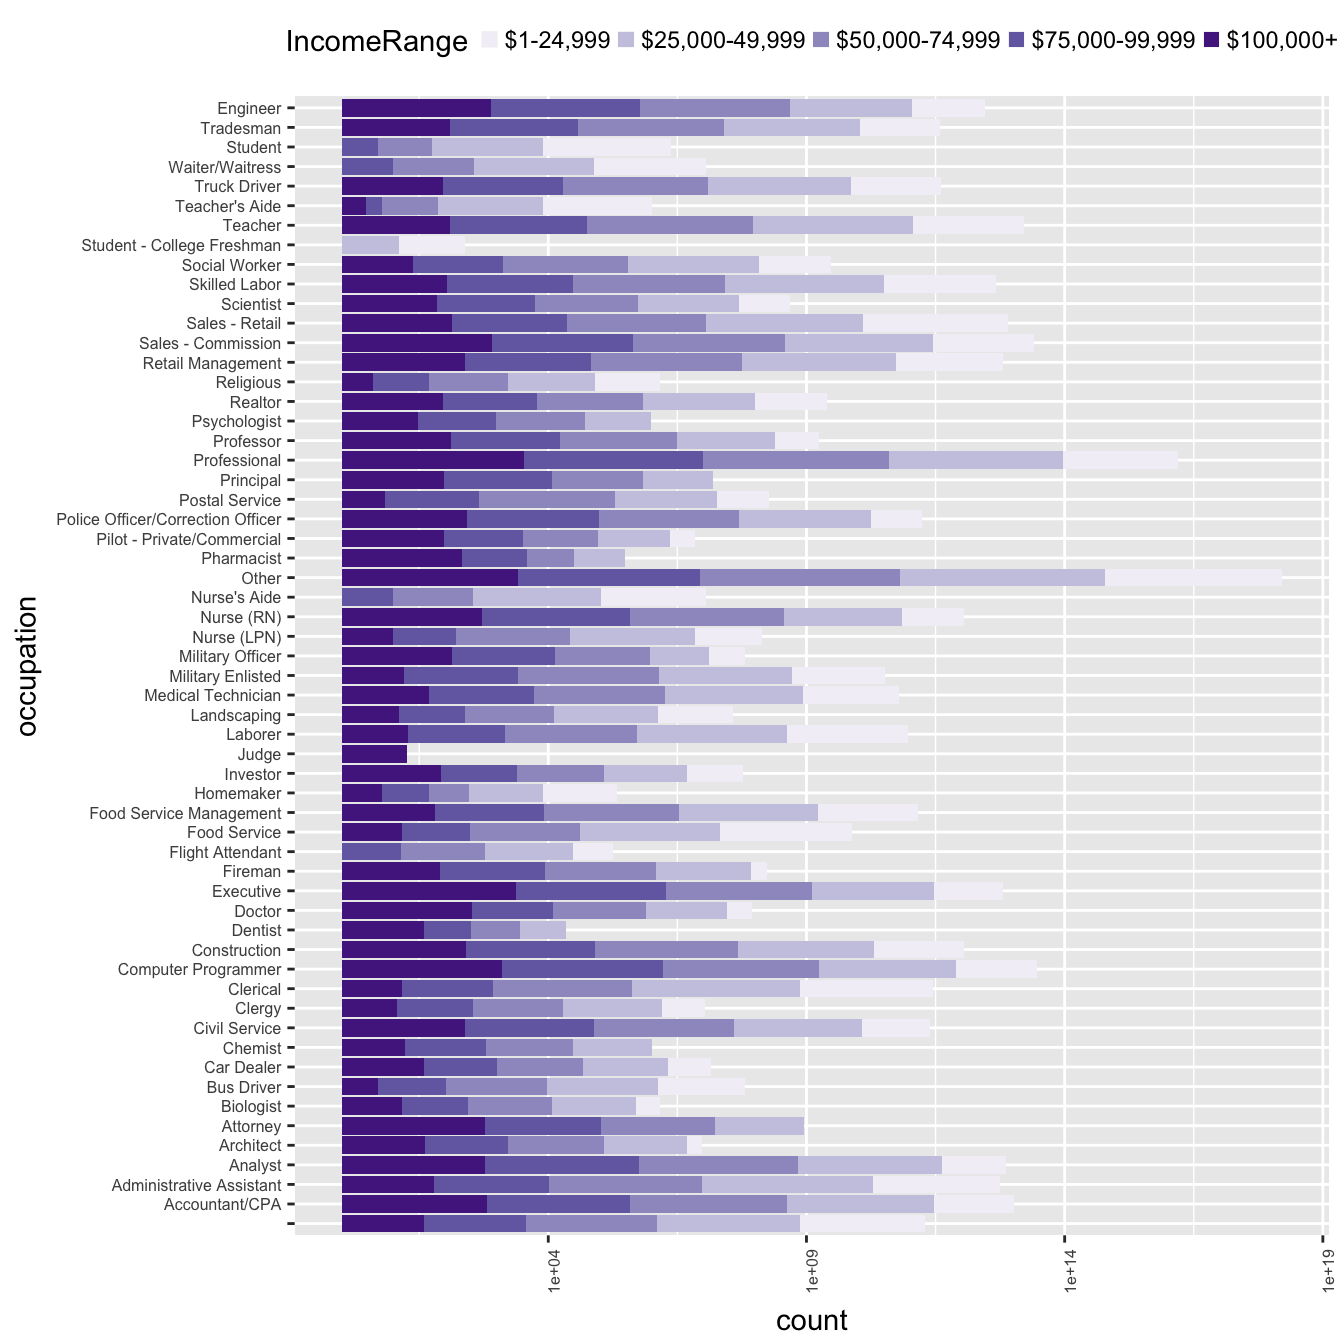 IncomeRange $1-24,999 $25,000-49,999 $50,000-74,999 $75,000-99,999 $100,000+
Engineer
Tradesman
Student
Waiter/Waitress
Truck Driver
Teacher's Aide
Teacher
Student - College Freshman
Social Worker
Skilled Labor
Scientist
Sales - Retail
Sales - Commission
Retail Management
Religious
Realtor
Psychologist
Professor
Professional
Principal
Postal Service
Police Officer/Correction Officer
Pilot - Private/Commercial
Pharmacist
Other
Nurse's Aide
Nurse (RN)
Nurse (LPN)
Military Officer
Military Enlisted
Medical Technician
Landscaping
Laborer
Judge
Investor
Homemaker
Food Service Management
Food Service
Flight Attendant
Fireman
Executive
Doctor
Dentist
Construction
Computer Programmer
Clerical
Clergy
Civil Service
Chemist
Car Dealer
Bus Driver
Biologist
Attorney
Architect
Analyst
Administrative Assistant
Accountant/CPA
occupation
1e+04 1e+09 1e+14 1e+19
count